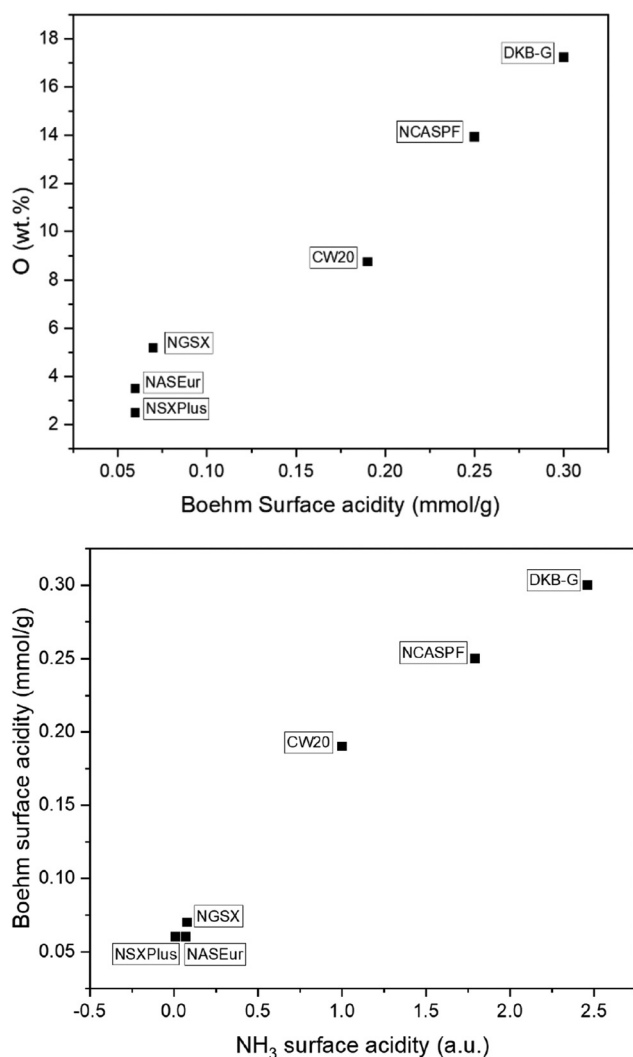 18
DKB-G
16
14
NCASPF
12
10
CW20
8
6
NGSX
4
NASEur
NSXPlus
2
0.05 0.10 0.15 0.20 0.25 0.30
O (wt.%)
Boehm Surface acidity (mmol/g)
0.30
DKB-G
0.25
NCASPF
0.20
CW20
0.15
0.10
NGSX
0.05
NSXPlus NASEur
-0.5 0.0 0.5 1.0 1.5 2.0 2.5
Boehm surface acidity (mmol/g)
NH₃ surface acidity (a.u.)